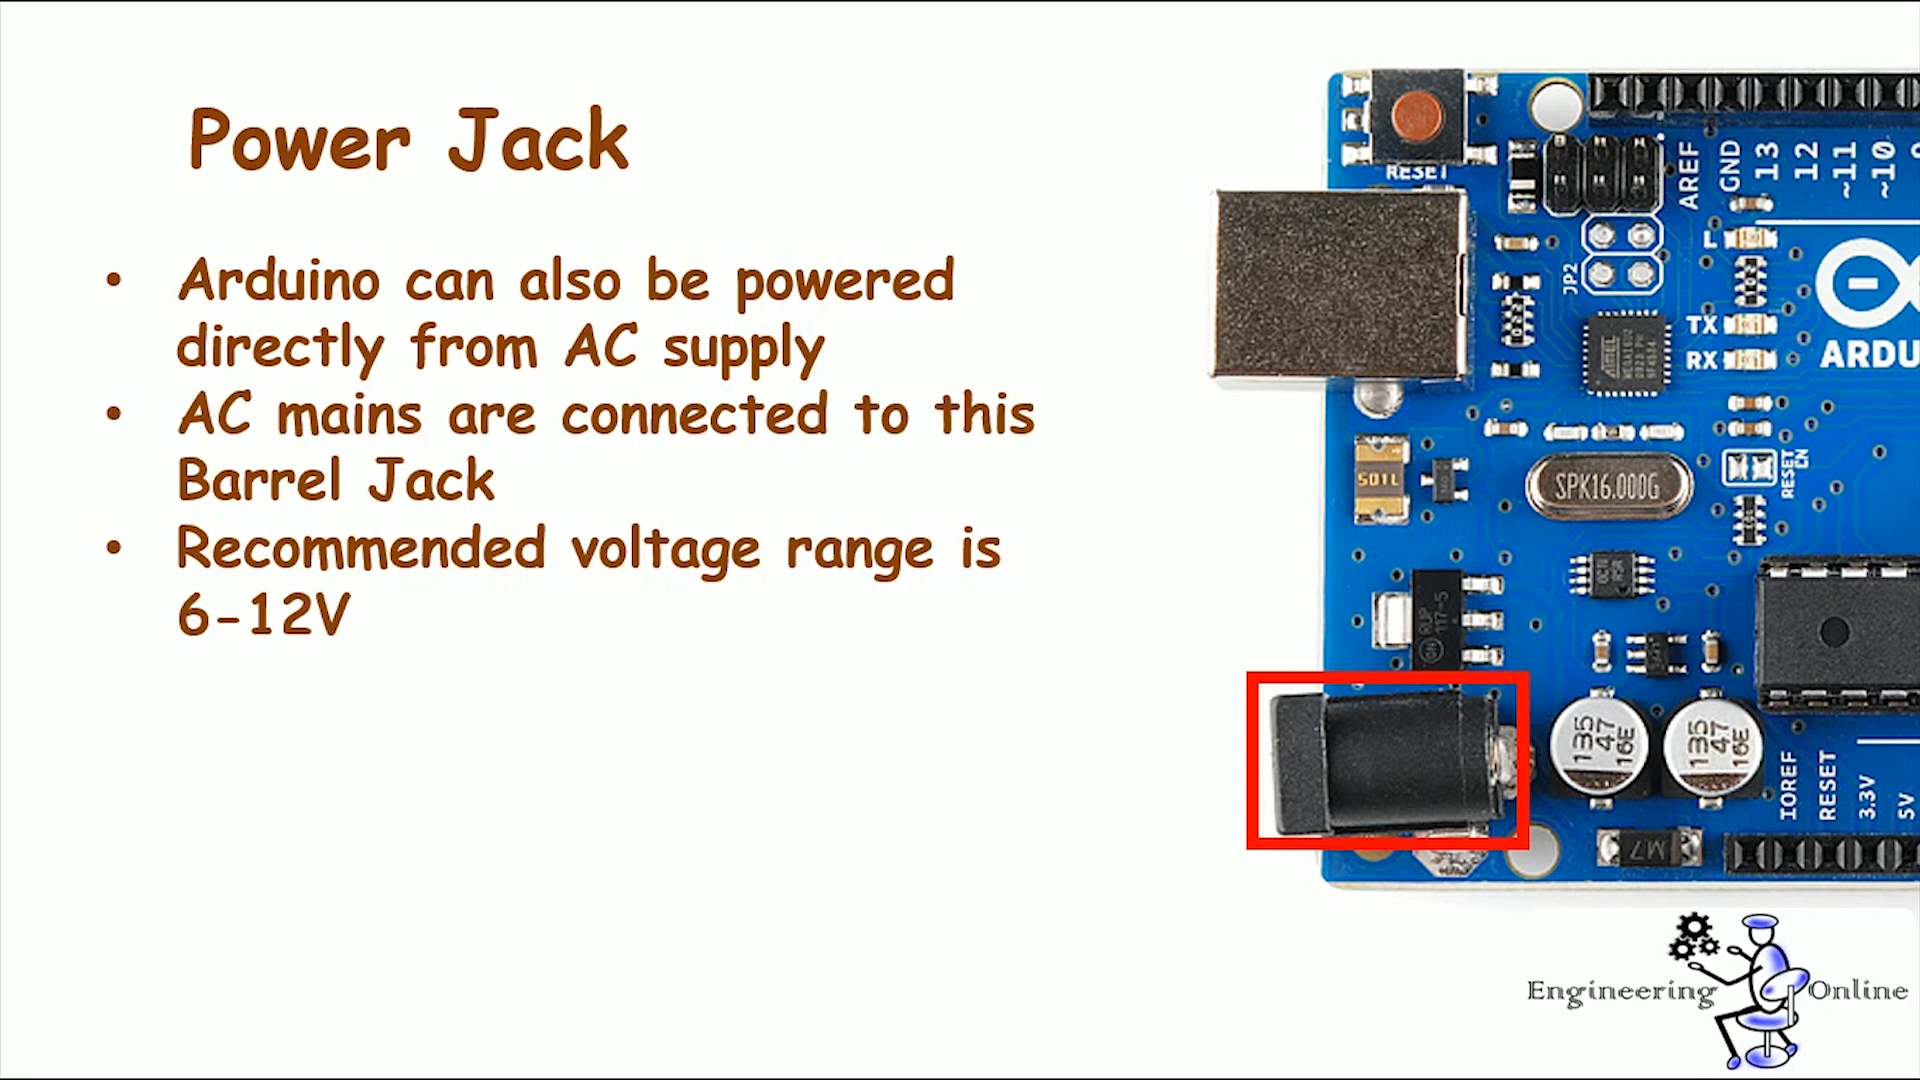 Power Jack
• Arduino can also be powered
directly from AC supply
• AC mains are connected to this
Barrel Jack
• Recommended voltage range is
6-12V
RESET
AREF
GND
13
12
~11
~10
L
JP2
TX
RX
ARDU
501L
SPK16.000G
RESET
EN
135
47
16E
135
47
16E
IOREF
RESET
3.3V
5V
M7
Engineering Online